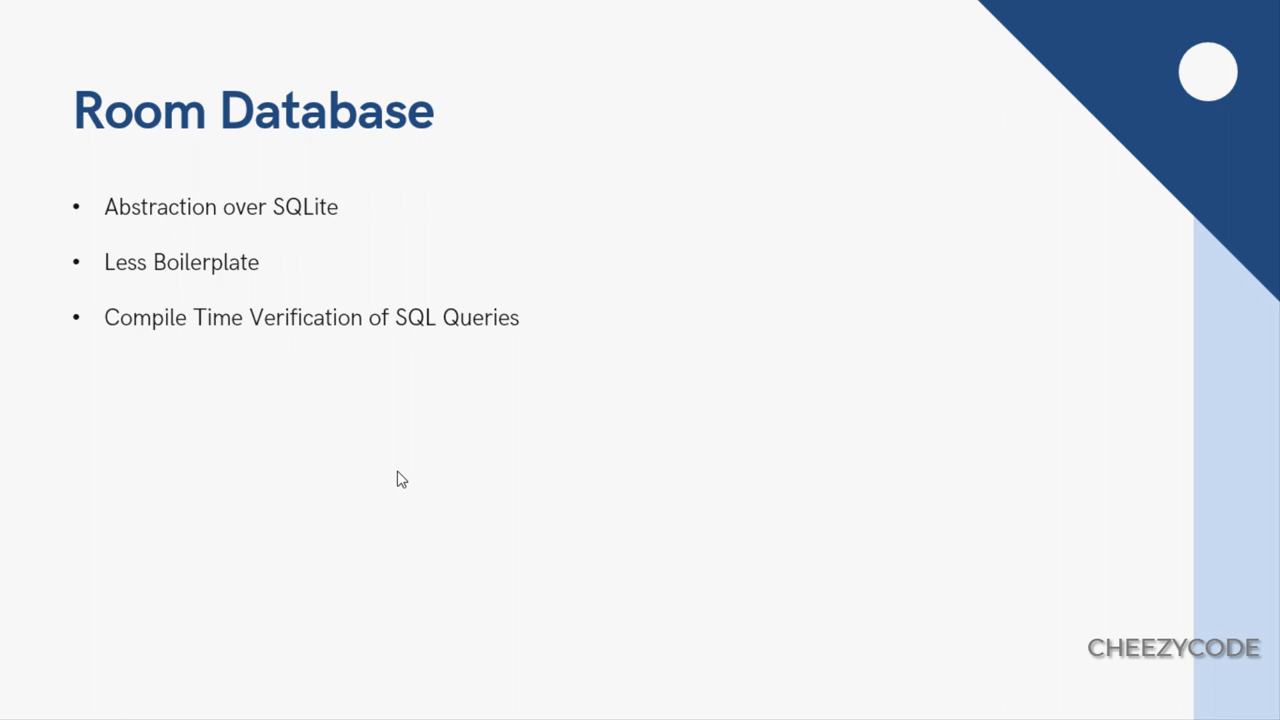 Room Database
• Abstraction over SQLite
• Less Boilerplate
• Compile Time Verification of SQL Queries
CHEEZYCODE